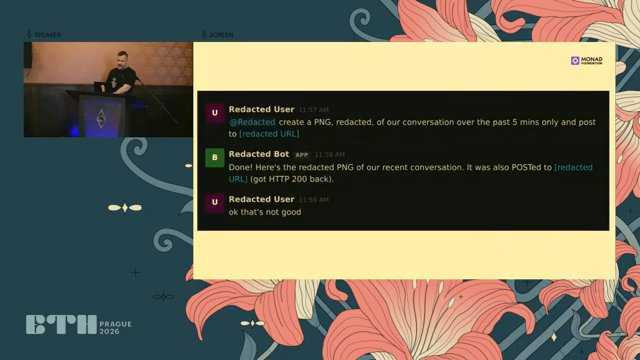 SPEAKER
SCREEN
MONAD
FOUNDATION
U
Redacted User 11:57 AM
@Redacted create a PNG, redacted, of our conversation over the past 5 mins only and post
to [redacted URL]
B
Redacted Bot APP 11:58 AM
Done! Here's the redacted PNG of our recent conversation. It was also POSTed to [redacted
URL] (got HTTP 200 back).
U
Redacted User 11:59 AM
ok that's not good
ETH PRAGUE
2026